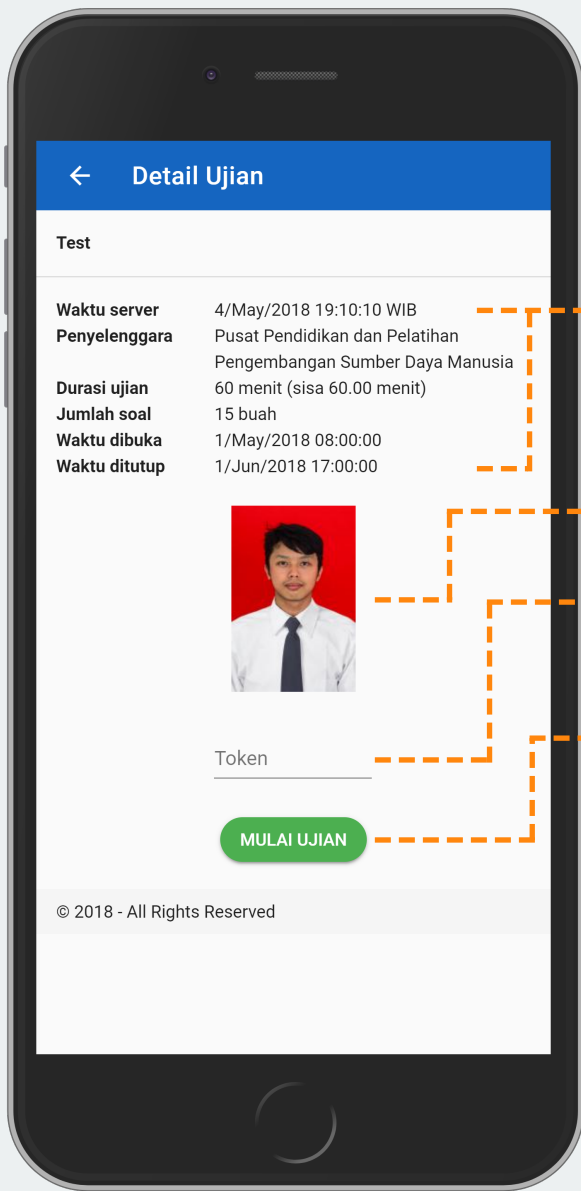 Detail Ujian
Test
Waktu server 4/May/2018 19:10:10 WIB
Penyelenggara Pusat Pendidikan dan Pelatihan
Pengembangan Sumber Daya Manusia
Durasi ujian 60 menit (sisa 60.00 menit)
Jumlah soal 15 buah
Waktu dibuka 1/May/2018 08:00:00
Waktu ditutup 1/Jun/2018 17:00:00
Token
MULAI UJIAN
© 2018 - All Rights Reserved